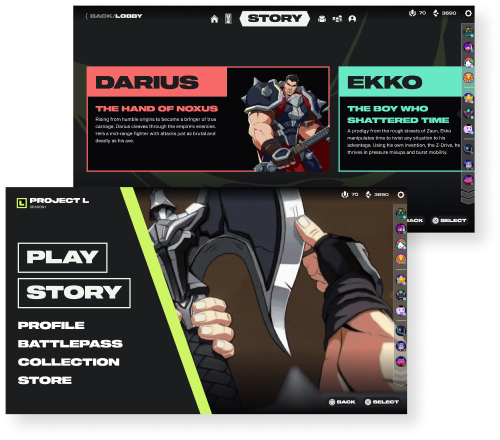 BACK/LOBBY
STORY
70
3690
DARIUS
THE HAND OF NOXUS
Rising from humble origins to become a bringer of true
carnage, Darius cleaves through the empire's enemies.
He's a mid-range fighter with attacks just as brutal and
deadly as his axe.
EKKO
THE BOY WHO
SHATTERED TIME
A prodigy from the rough streets of Zaun, Ekko
manipulates time to twist any situation to his
advantage. Using his own invention, the Z-Drive, he
thrives in pressure mixups and burst mobility.
BACK
SELECT
L PROJECT L
SEASON 1
70
3690
PLAY
STORY
PROFILE
BATTLEPASS
COLLECTION
STORE
BACK
SELECT